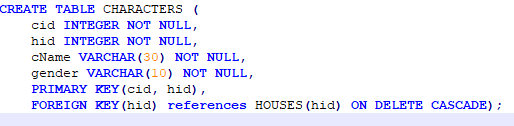 CREATE TABLE CHARACTERS (
cid INTEGER NOT NULL,
hid INTEGER NOT NULL,
cName VARCHAR(30) NOT NULL,
gender VARCHAR(10) NOT NULL,
PRIMARY KEY(cid, hid),
FOREIGN KEY(hid) references HOUSES(hid) ON DELETE CASCADE);